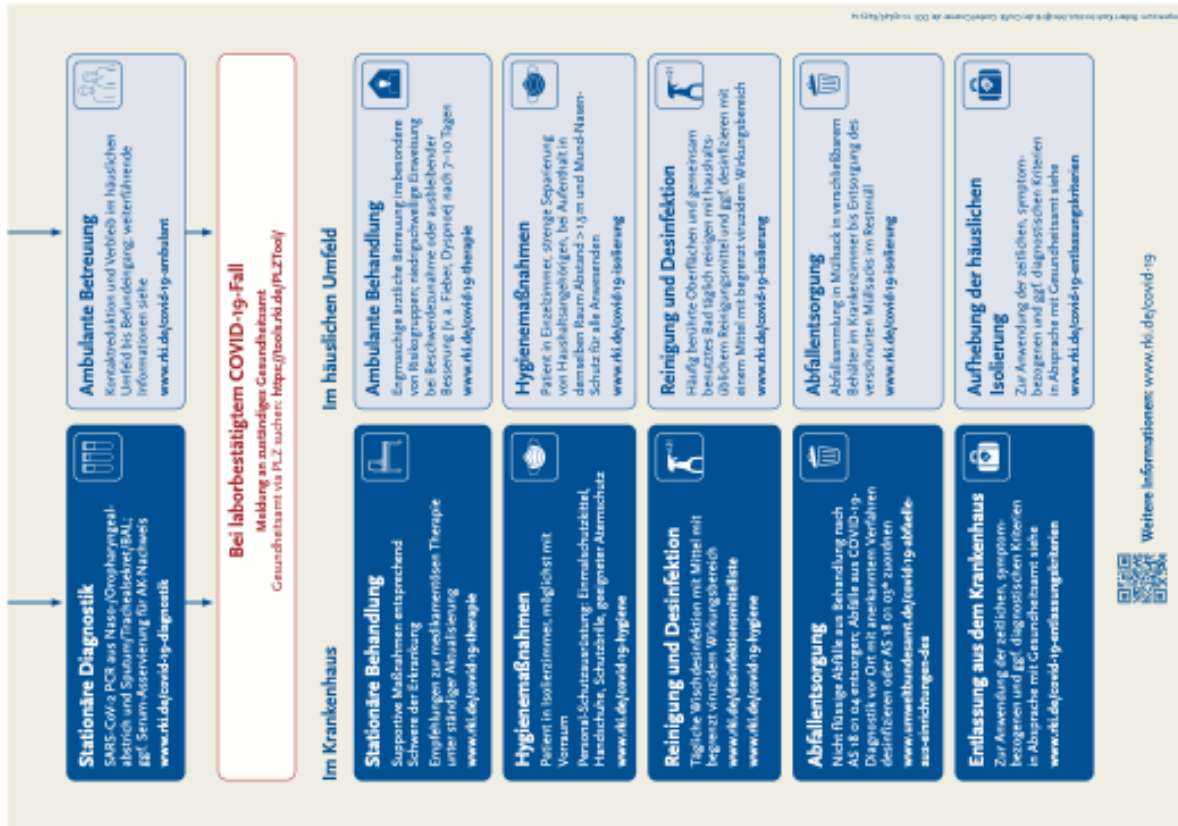 Stationäre Diagnostik
SARS-CoV-2 PCR aus Naso-/Oropharyngeal-
abstrich und Sputum/Trachealsekret/BAL;
ggf. Serum-Asservierung für AK-Nachweis
www.rki.de/covid-19-diagnostik
Ambulante Betreuung
Kontaktreduktion und Verbleib im häuslichen
Umfeld bis Befundeingang; weiterführende
Informationen siehe
www.rki.de/covid-19-ambulant
Bei laborbestätigtem COVID-19-Fall
Meldung an zuständiges Gesundheitsamt
Gesundheitsamt via PLZ suchen: https://tools.rki.de/PLZTool/
Im Krankenhaus
Stationäre Behandlung
Supportive Maßnahmen entsprechend
Schwere der Erkrankung
Empfehlungen zur medikamentösen Therapie
unter ständiger Aktualisierung
www.rki.de/covid-19-therapie
Hygienemaßnahmen
Patient in Isolierzimmer, möglichst mit
Vorraum
Personal-Schutzausrüstung: Einmalschutzkittel,
Handschuhe, Schutzbrille, geeigneter Atemschutz
www.rki.de/covid-19-hygiene
Reinigung und Desinfektion
Tägliche Wischdesinfektion mit Mittel mit
begrenzt viruzidem Wirkungsbereich
www.rki.de/desinfektionsmittelliste
www.rki.de/covid-19-hygiene
Abfallentsorgung
Nicht flüssige Abfälle aus Behandlung nach
AS 18 01 04 entsorgen; Abfälle aus COVID-19-
Diagnostik vor Ort mit anerkanntem Verfahren
desinfizieren oder AS 18 01 03* zuordnen
www.umweltbundesamt.de/covid-19-abfaelle-
aus-einrichtungen-des
Entlassung aus dem Krankenhaus
Zur Anwendung der zeitlichen, symptom-
bezogenen und ggf. diagnostischen Kriterien
in Absprache mit Gesundheitsamt siehe
www.rki.de/covid-19-entlassungskriterien
Im häuslichen Umfeld
Ambulante Behandlung
Engmaschige ärztliche Betreuung insbesondere
von Risikogruppen; niedrigschwellige Einweisung
bei Beschwerdezunahme oder ausbleibender
Besserung (v. a. Fieber, Dyspnoe) nach 7–10 Tagen
www.rki.de/covid-19-therapie
Hygienemaßnahmen
Patient in Einzelzimmer, strenge Separierung
von Haushaltsangehörigen, bei Aufenthalt in
demselben Raum Abstand >1,5 m und Mund-Nasen-
Schutz für alle Anwesenden
www.rki.de/covid-19-isolierung
Reinigung und Desinfektion
Häufig berührte Oberflächen und gemeinsam
benutztes Bad täglich reinigen mit haushalts-
üblichem Reinigungsmittel und ggf. desinfizieren mit
einem Mittel mit begrenzt viruzidem Wirkungsbereich
www.rki.de/covid-19-isolierung
Abfallentsorgung
Abfallsammlung in Müllsack in verschließbarem
Behälter im Krankenzimmer bis Entsorgung des
verschnürten Müllsacks im Restmüll
www.rki.de/covid-19-isolierung
Aufhebung der häuslichen
Isolierung
Zur Anwendung der zeitlichen, symptom-
bezogenen und ggf. diagnostischen Kriterien
in Absprache mit Gesundheitsamt siehe
www.rki.de/covid-19-entlassungskriterien
Weitere Informationen: www.rki.de/covid-19